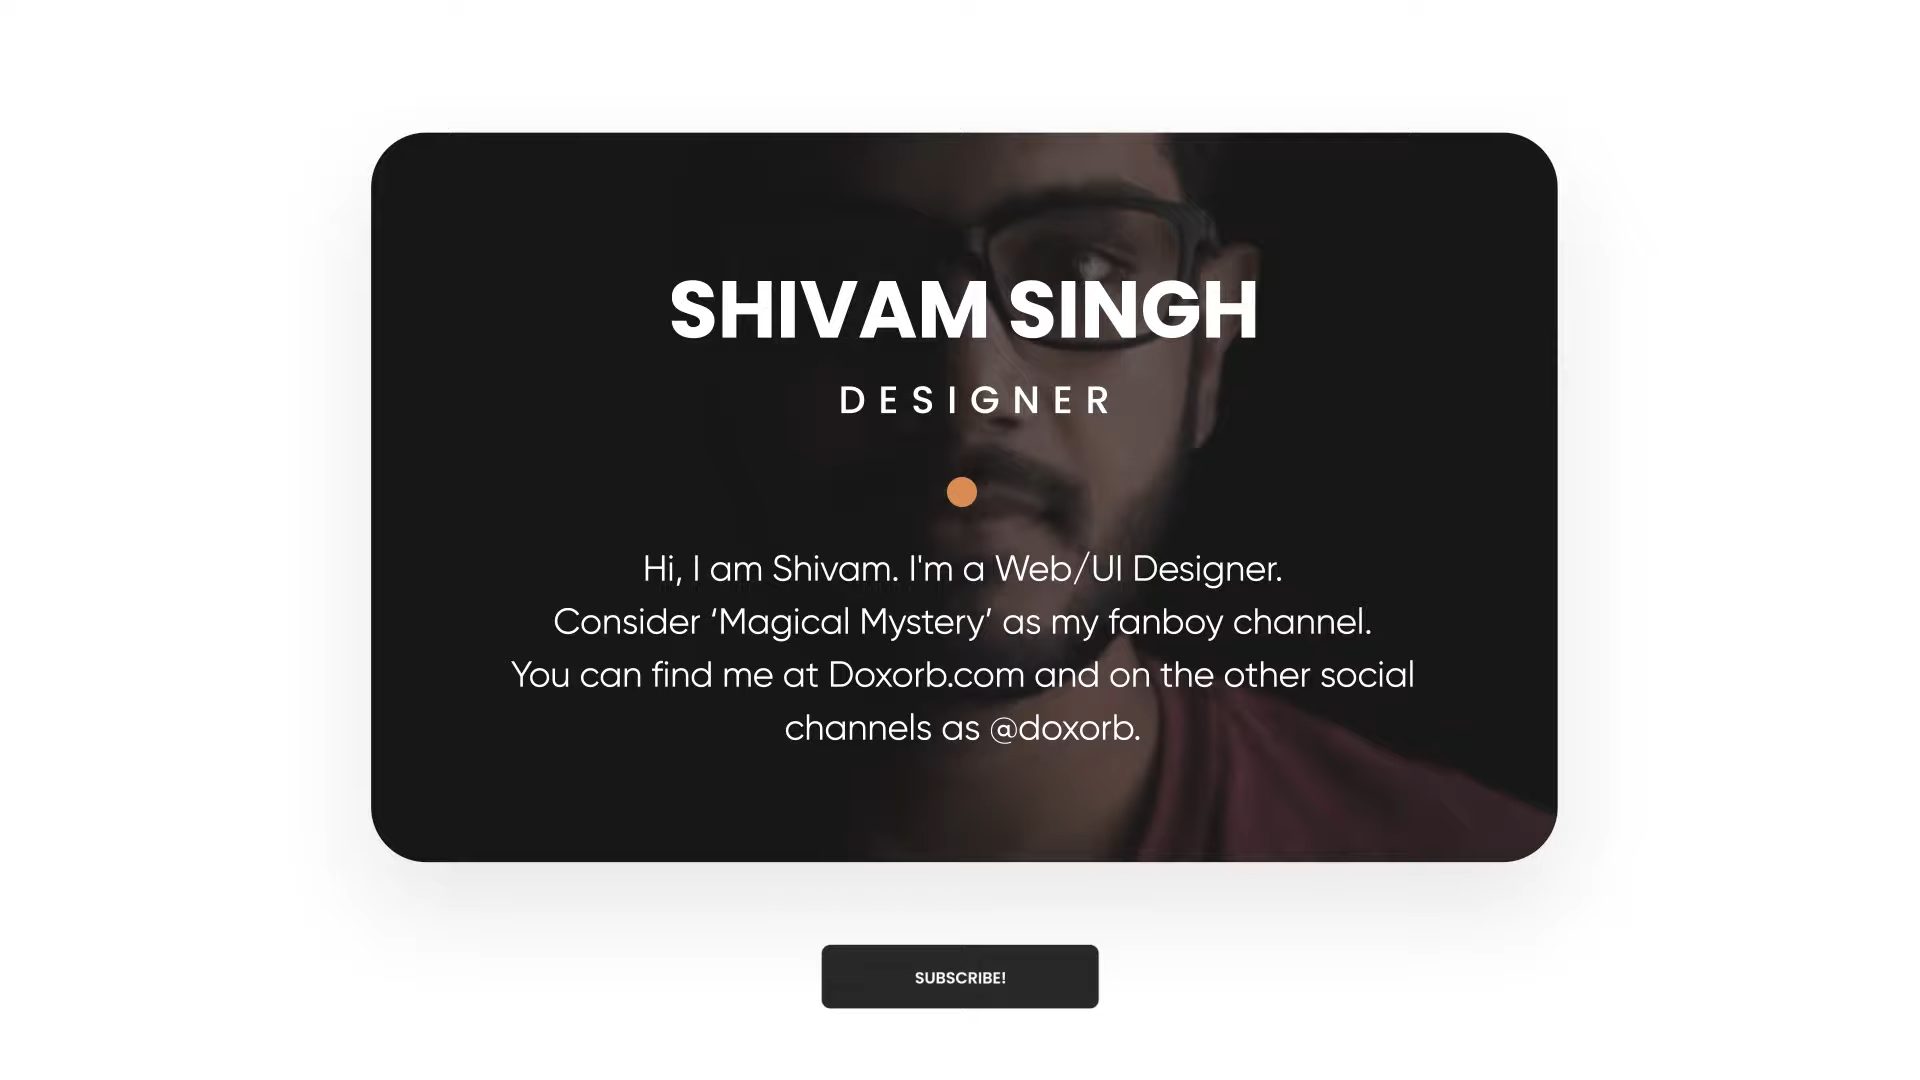 SHIVAM SINGH
DESIGNER
Hi, I am Shivam. I'm a Web/UI Designer.
Consider ‘Magical Mystery’ as my fanboy channel.
You can find me at Doxorb.com and on the other social
channels as @doxorb.
SUBSCRIBE!